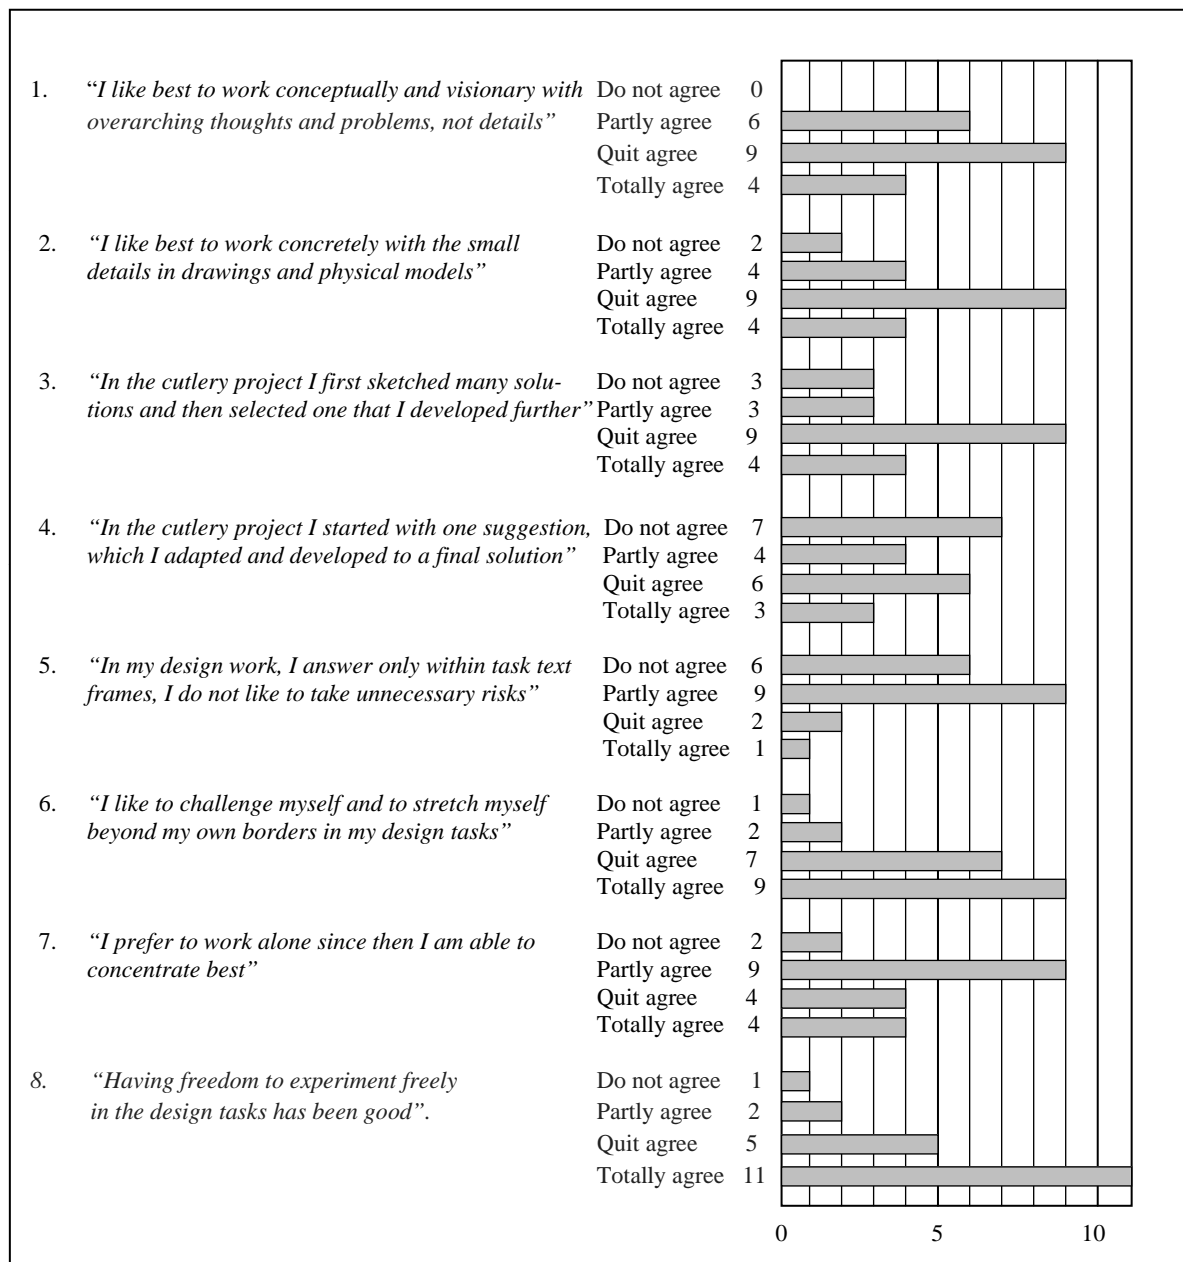 1. “I like best to work conceptually and visionary with Do not agree 0
overarching thoughts and problems, not details” Partly agree 6
Quit agree 9
Totally agree 4
2. “I like best to work concretely with the small Do not agree 2
details in drawings and physical models” Partly agree 4
Quit agree 9
Totally agree 4
3. “In the cutlery project I first sketched many solu- Do not agree 3
tions and then selected one that I developed further” Partly agree 3
Quit agree 9
Totally agree 4
4. “In the cutlery project I started with one suggestion, Do not agree 7
which I adapted and developed to a final solution” Partly agree 4
Quit agree 6
Totally agree 3
5. “In my design work, I answer only within task text Do not agree 6
frames, I do not like to take unnecessary risks” Partly agree 9
Quit agree 2
Totally agree 1
6. “I like to challenge myself and to stretch myself Do not agree 1
beyond my own borders in my design tasks” Partly agree 2
Quit agree 7
Totally agree 9
7. “I prefer to work alone since then I am able to Do not agree 2
concentrate best” Partly agree 9
Quit agree 4
Totally agree 4
8. “Having freedom to experiment freely Do not agree 1
in the design tasks has been good”. Partly agree 2
Quit agree 5
Totally agree 11
0 5 10